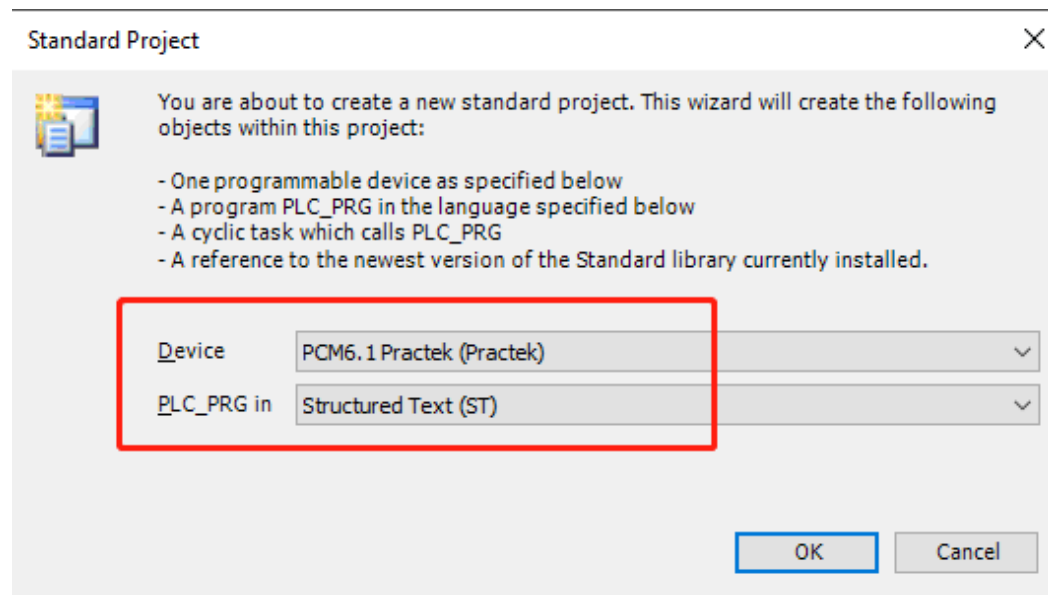 Standard Project
You are about to create a new standard project. This wizard will create the following
objects within this project:
- One programmable device as specified below
- A program PLC_PRG in the language specified below
- A cyclic task which calls PLC_PRG
- A reference to the newest version of the Standard library currently installed.
Device PCM6.1 Practek (Practek)
PLC_PRG in Structured Text (ST)
OK Cancel